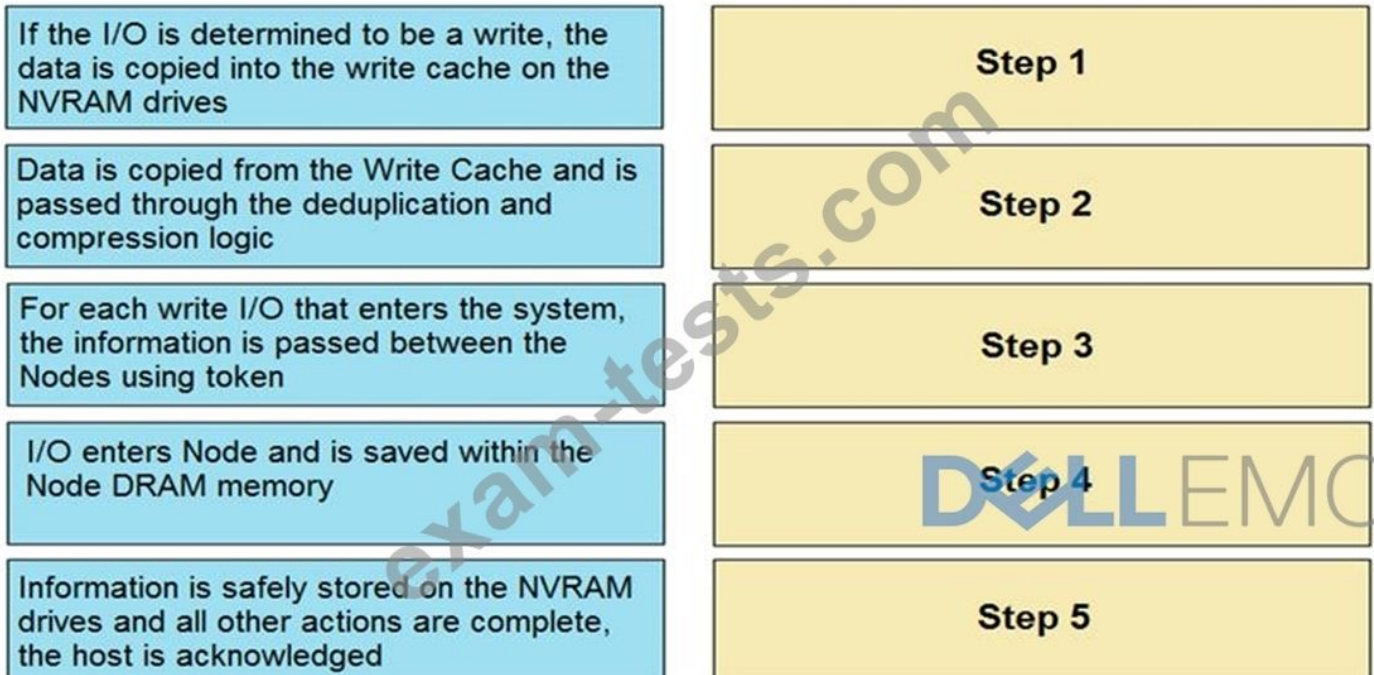 If the I/O is determined to be a write, the
data is copied into the write cache on the
NVRAM drives
Step 1
Data is copied from the Write Cache and is
passed through the deduplication and
compression logic
Step 2
For each write I/O that enters the system,
the information is passed between the
Nodes using token
Step 3
I/O enters Node and is saved within the
Node DRAM memory
Step 4
DELLEMC
Information is safely stored on the NVRAM
drives and all other actions are complete,
the host is acknowledged
Step 5
exam-tests.com